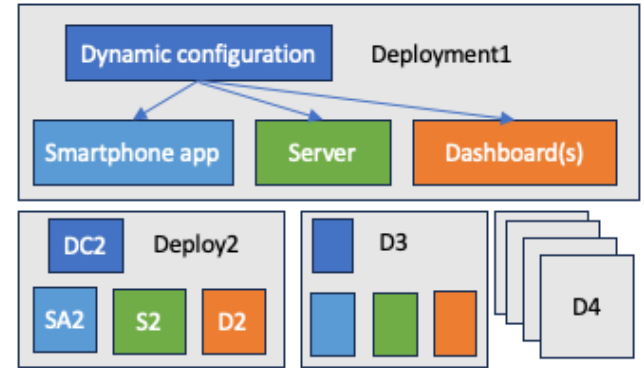 Dynamic configuration
Deployment1
Smartphone app
Server
Dashboard(s)
DC2
Deploy2
SA2
S2
D2
D3
D4